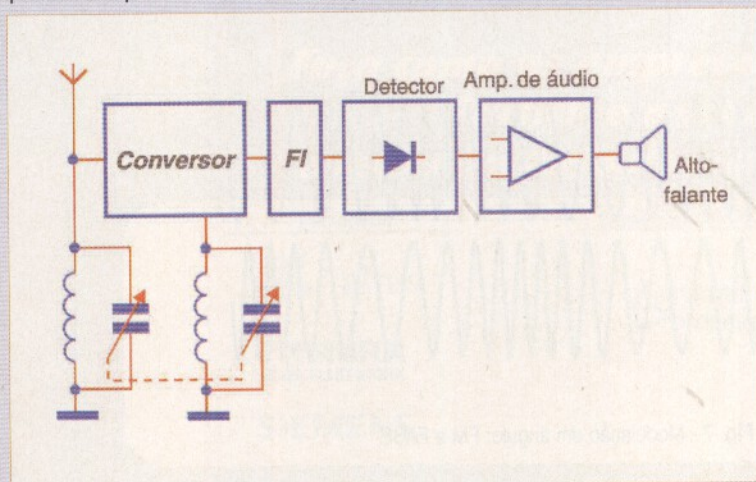 Detector
Amp. de áudio
Conversor
FI
Alto-
falante